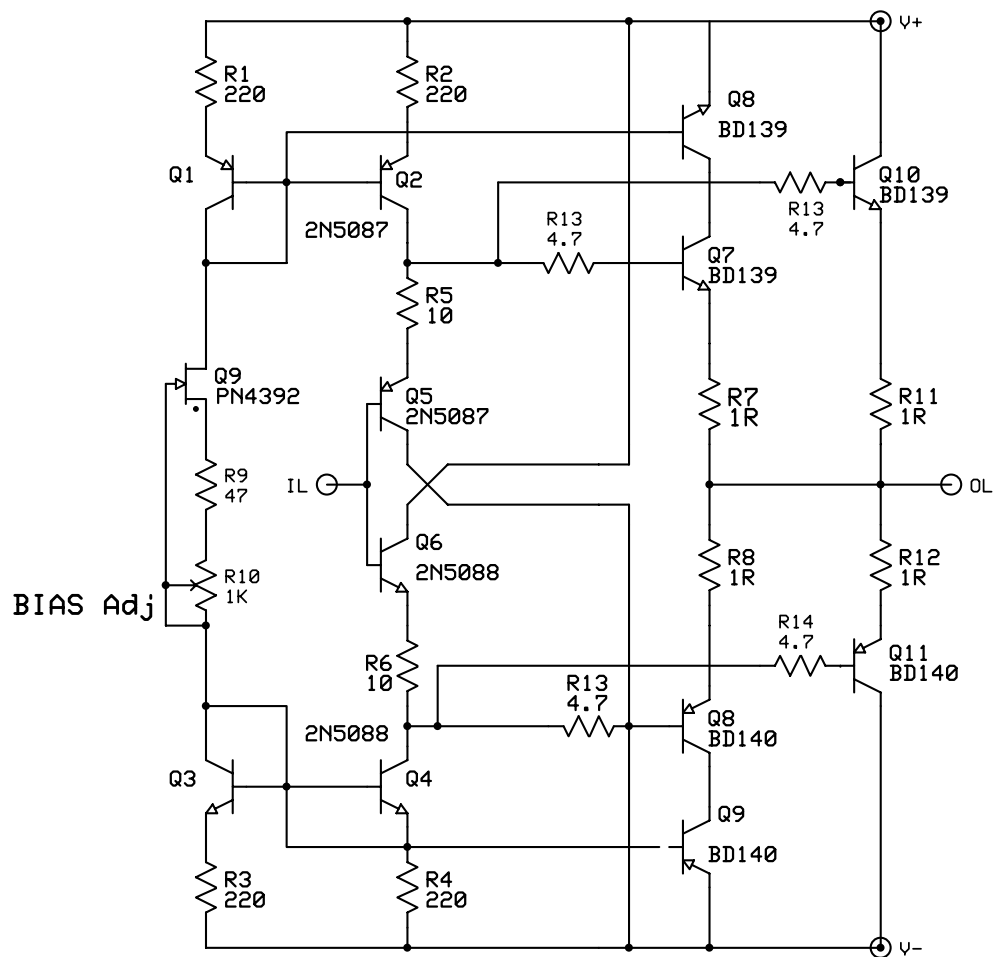 V+
R1
220
R2
220
Q8
BD139
Q1
Q2
2N5087
R13
4.7
Q10
BD139
R13
4.7
Q7
BD139
R5
10
Q9
PN4392
Q5
2N5087
R7
1R
R11
1R
R9
47
IL
OL
Q6
2N5088
R8
1R
R12
1R
R10
1K
BIAS Adj
R6
10
R14
4.7
Q11
BD140
R13
4.7
2N5088
Q8
BD140
Q3
Q4
Q9
BD140
R3
220
R4
220
V-